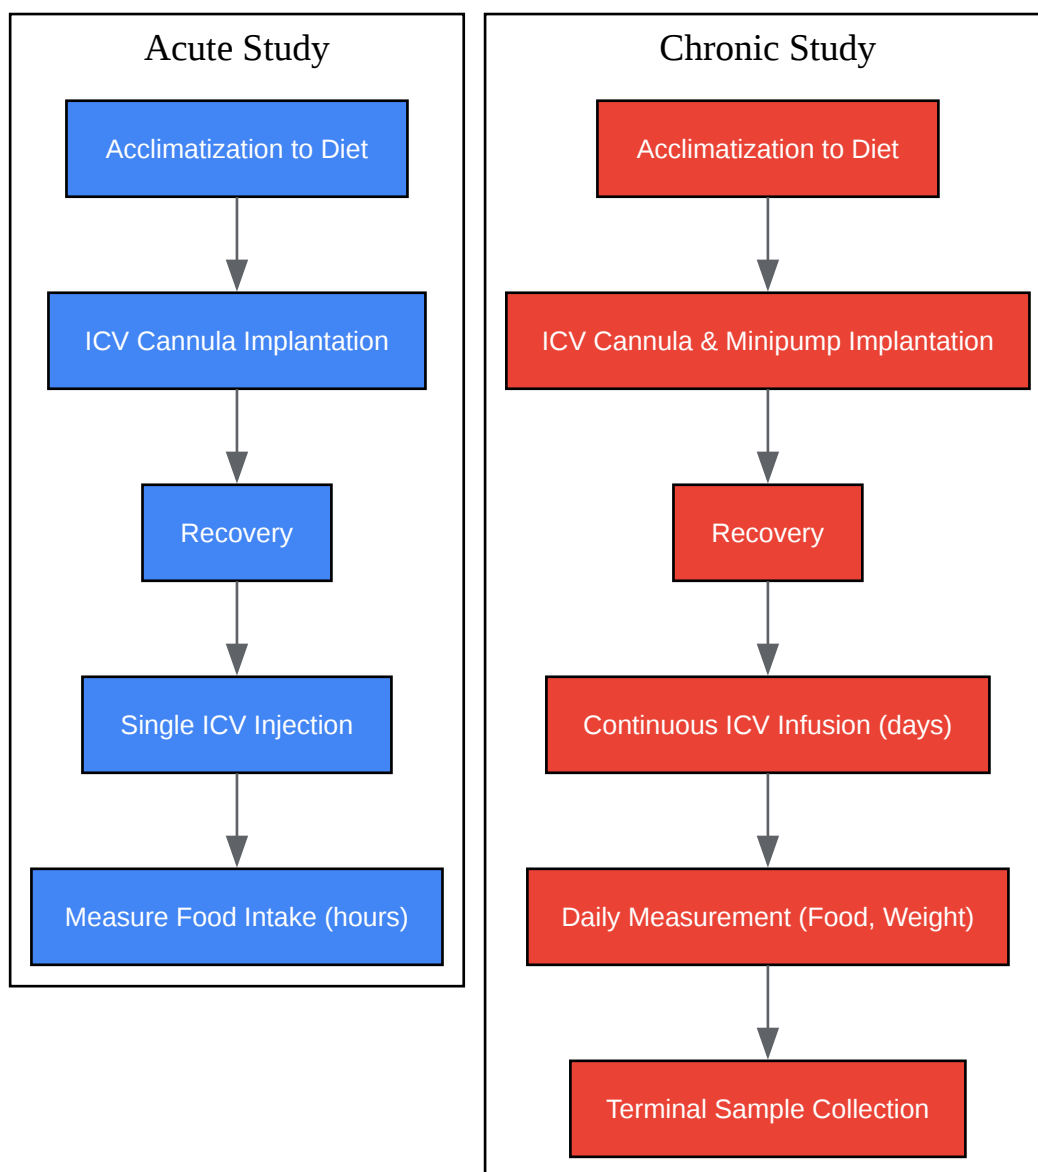 Acute Study
Acclimatization to Diet
ICV Cannula Implantation
Recovery
Single ICV Injection
Measure Food Intake (hours)
Chronic Study
Acclimatization to Diet
ICV Cannula & Minipump Implantation
Recovery
Continuous ICV Infusion (days)
Daily Measurement (Food, Weight)
Terminal Sample Collection